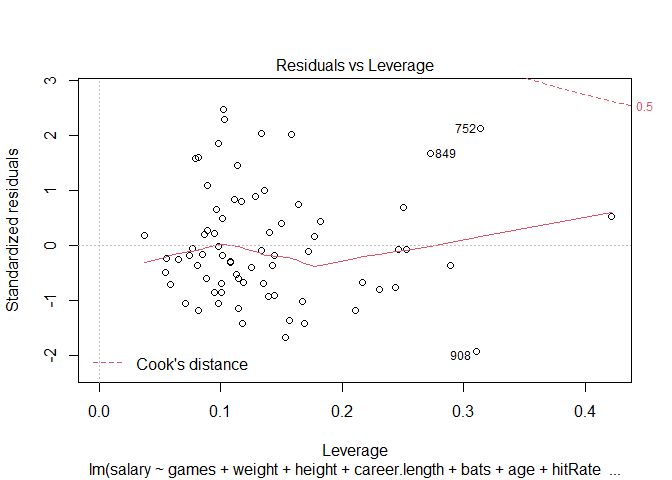 Residuals vs Leverage
3
2
1
0
-1
-2
Standardized residuals
0.5
752
849
908
Cook's distance
0.0 0.1 0.2 0.3 0.4
Leverage
lm(salary ~ games + weight + height + career.length + bats + age + hitRate ...